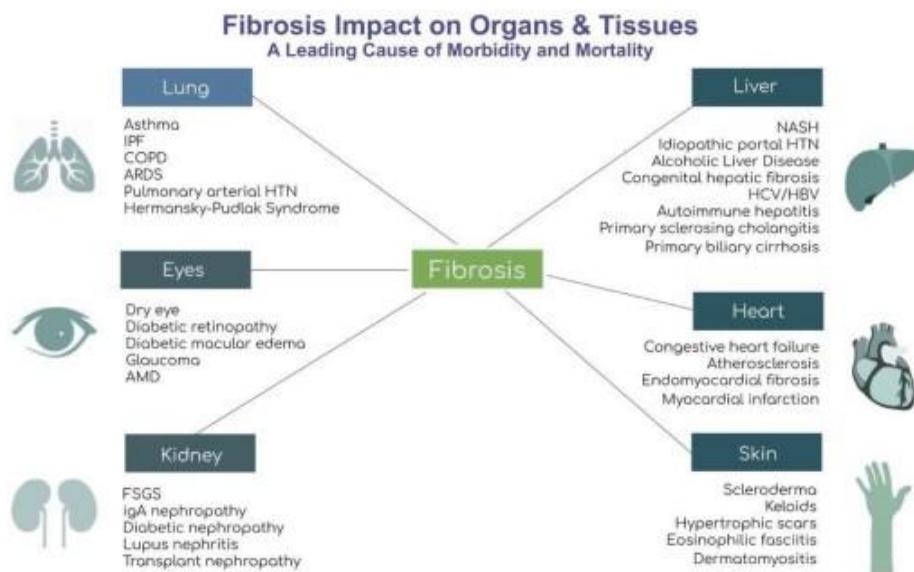 Fibrosis Impact on Organs & Tissues
A Leading Cause of Morbidity and Mortality
Lung
Asthma
IPF
COPD
ARDS
Pulmonary arterial HTN
Hermansky-Pudlak Syndrome
Eyes
Dry eye
Diabetic retinopathy
Diabetic macular edema
Glaucoma
AMD
Kidney
FSGS
igA nephropathy
Diabetic nephropathy
Lupus nephritis
Transplant nephropathy
Fibrosis
Liver
NASH
Idiopathic portal HTN
Alcoholic Liver Disease
Congenital hepatic fibrosis
HCV/HBV
Autoimmune hepatitis
Primary sclerosing cholangitis
Primary biliary cirrhosis
Heart
Congestive heart failure
Atherosclerosis
Endomyocardial fibrosis
Myocardial infarction
Skin
Scleroderma
Keloids
Hypertrophic scars
Eosinophilic fasciitis
Dermatomyositis